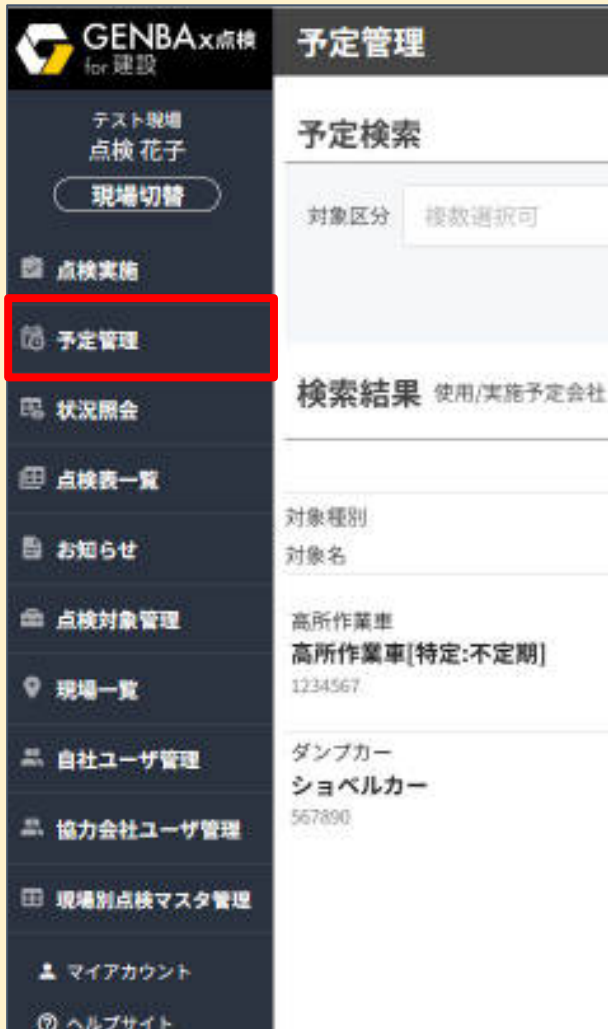 GENBAx点検
for 建設
テスト現場
点検 花子
現場切替
点検実施
予定管理
状況照会
点検表一覧
お知らせ
点検対象管理
現場一覧
自社ユーザ管理
協力会社ユーザ管理
現場別点検マスタ管理
マイアカウント
ヘルプサイト
予定管理
予定検索
対象区分 複数選択可
検索結果 使用/実施予定会社
対象種別
対象名
高所作業車
高所作業車[特定:不定期]
1234567
ダンプカー
ショベルカー
567890